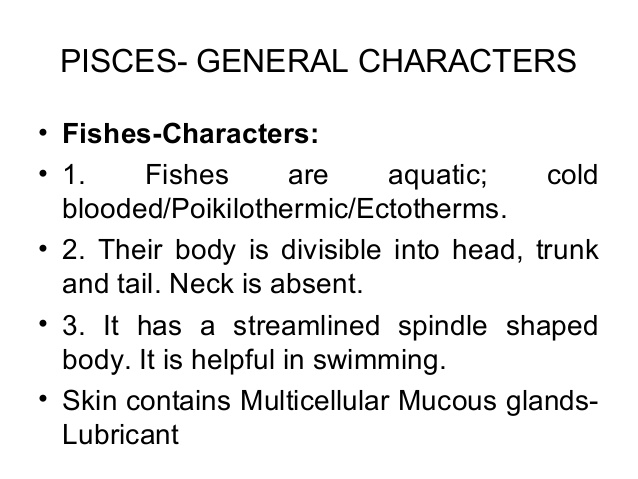 PISCES- GENERAL CHARACTERS
• Fishes-Characters:
• 1. Fishes are aquatic; cold
blooded/Poikilothermic/Ectotherms.
• 2. Their body is divisible into head, trunk
and tail. Neck is absent.
• 3. It has a streamlined spindle shaped
body. It is helpful in swimming.
• Skin contains Multicellular Mucous glands-
Lubricant